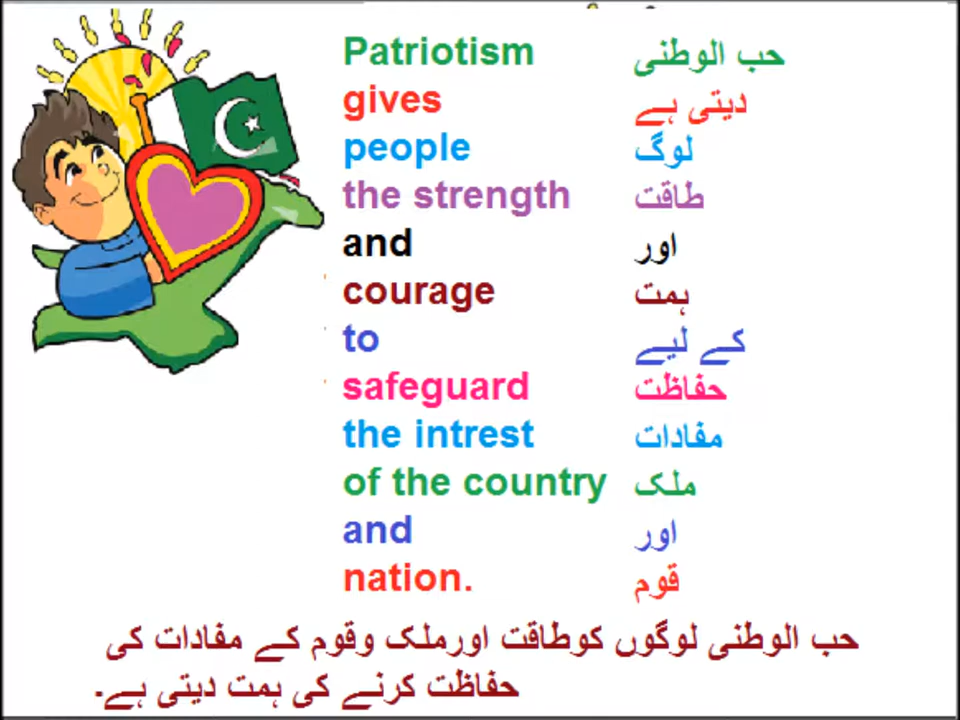 Patriotism حب الوطنی
gives دیتی ہے
people لوگ
the strength طاقت
and اور
courage ہمت
to کے لیے
safeguard حفاظت
the intrest مفادات
of the country ملک
and اور
nation. قوم
حب الوطنی لوگوں کوطاقت اورملک وقوم کے مفادات کی
حفاظت کرنے کی ہمت دیتی ہے۔